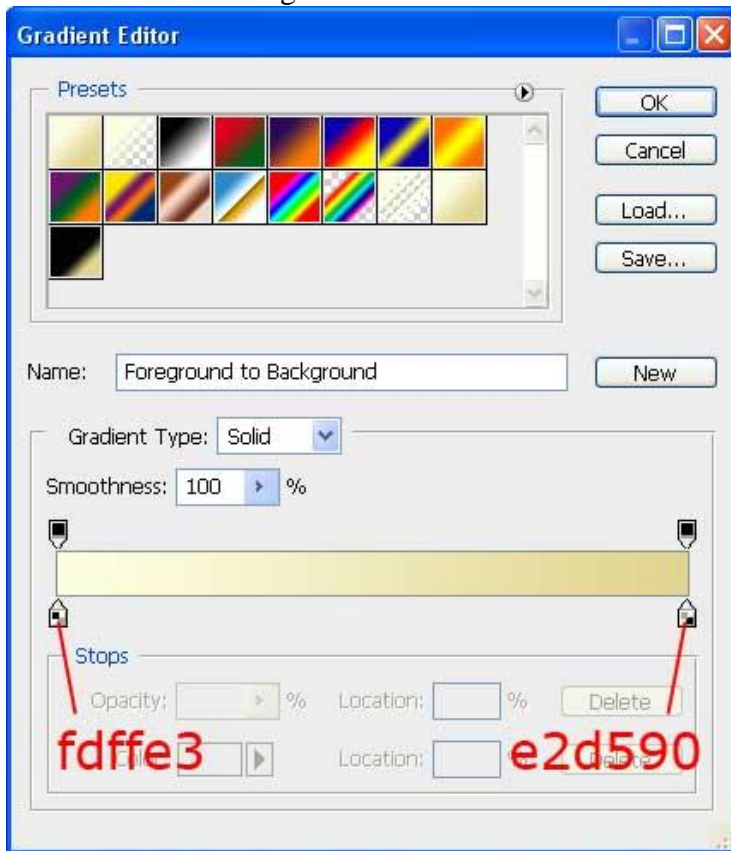 Gradient Editor
Presets
OK
Cancel
Load...
Save...
Name: Foreground to Background New
Gradient Type: Solid
Smoothness: 100 %
Stops
Opacity: % Location: % Delete
fdffe3 e2d590
Location: